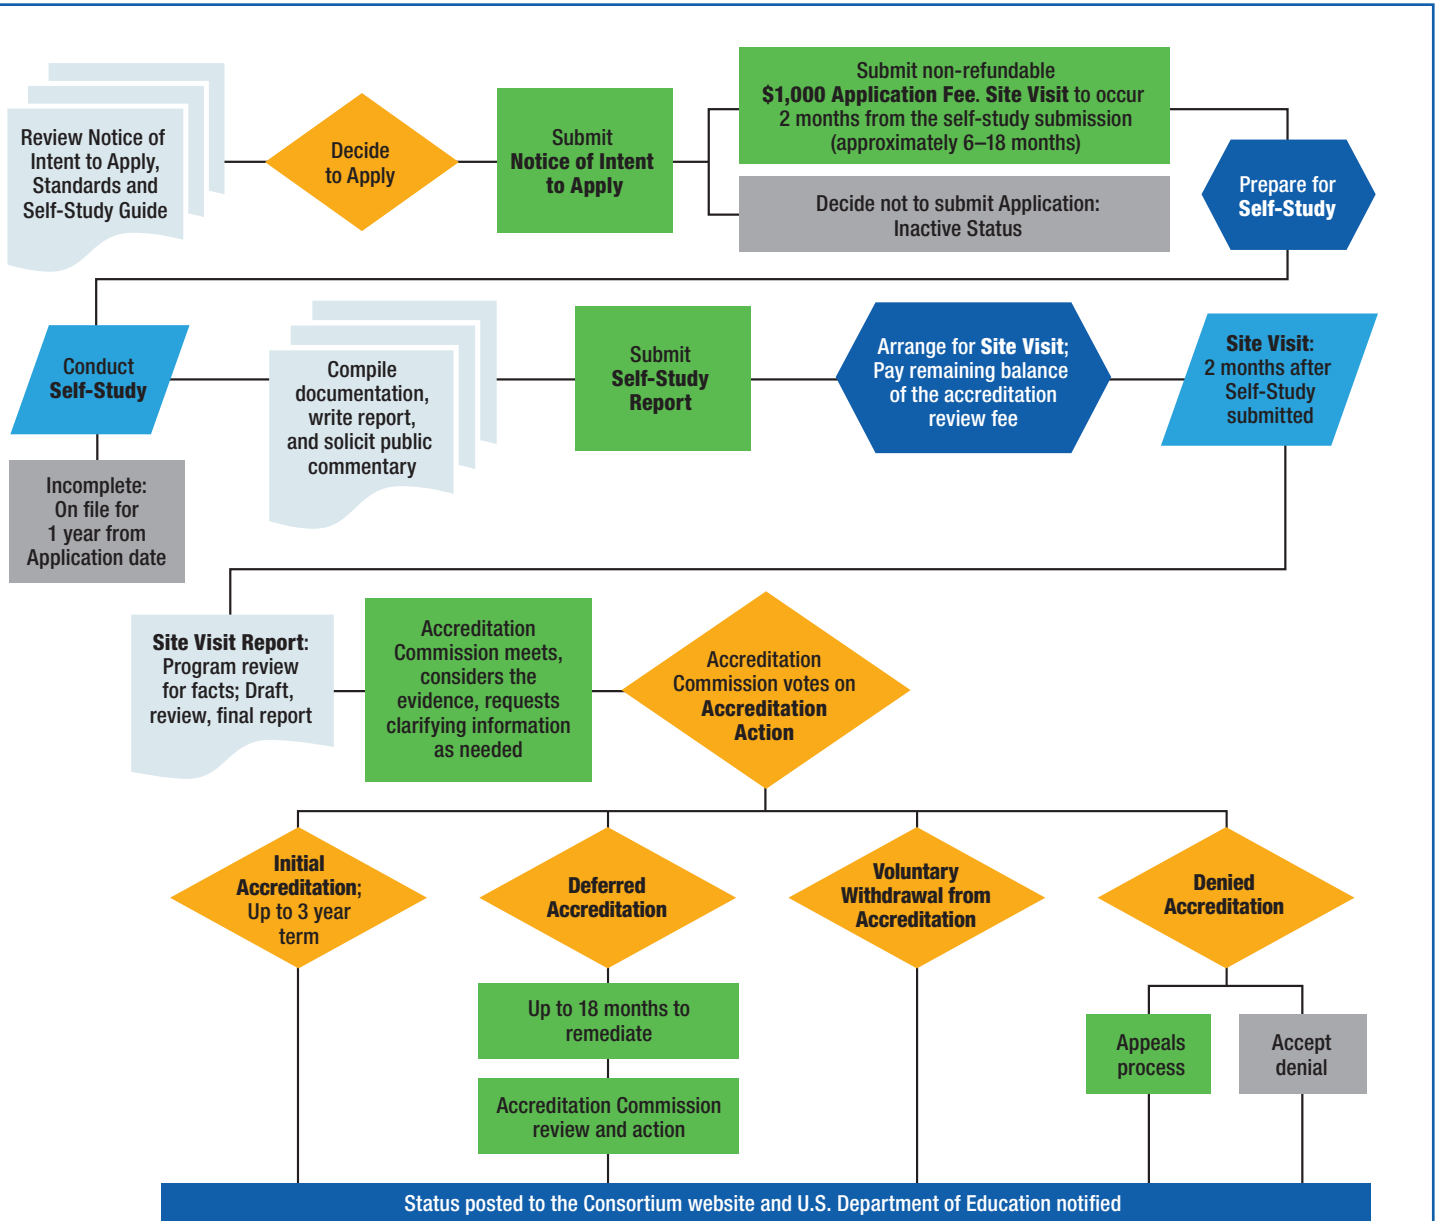 Review Notice of
Intent to Apply,
Standards and
Self-Study Guide
Decide
to Apply
Submit
Notice of Intent
to Apply
Submit non-refundable
$1,000 Application Fee. Site Visit to occur
2 months from the self-study submission
(approximately 6–18 months)
Decide not to submit Application:
Inactive Status
Prepare for
Self-Study
Conduct
Self-Study
Incomplete:
On file for
1 year from
Application date
Compile
documentation,
write report,
and solicit public
commentary
Submit
Self-Study
Report
Arrange for Site Visit;
Pay remaining balance
of the accreditation
review fee
Site Visit:
2 months after
Self-Study
submitted
Site Visit Report:
Program review
for facts; Draft,
review, final report
Accreditation
Commission meets,
considers the
evidence, requests
clarifying information
as needed
Accreditation
Commission votes on
Accreditation
Action
Initial
Accreditation;
Up to 3 year
term
Deferred
Accreditation
Up to 18 months to
remediate
Accreditation Commission
review and action
Voluntary
Withdrawal from
Accreditation
Denied
Accreditation
Appeals
process
Accept
denial
Status posted to the Consortium website and U.S. Department of Education notified